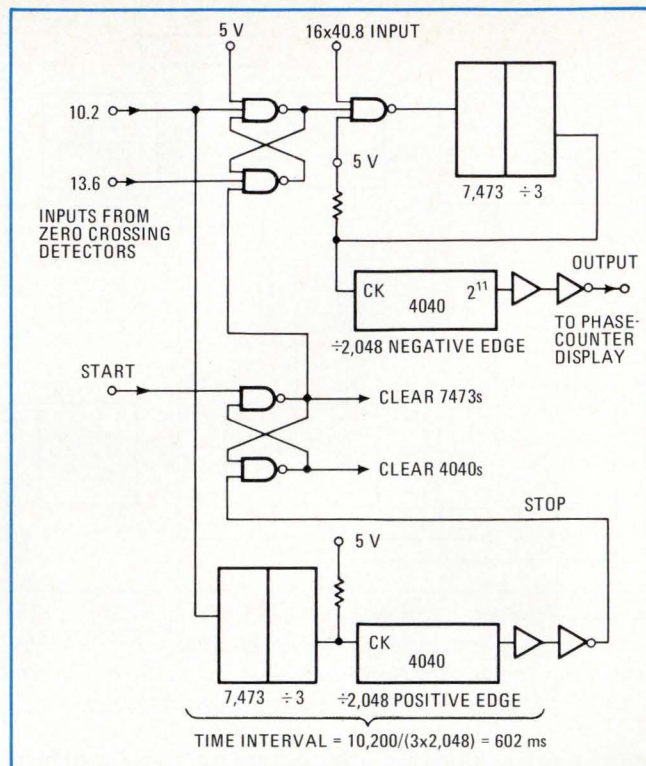 5 V
16x40.8 INPUT
10.2
13.6
INPUTS FROM
ZERO CROSSING
DETECTORS
5 V
7,473 ÷3
CK 4040 2¹¹
÷2,048 NEGATIVE EDGE
OUTPUT
TO PHASE-
COUNTER
DISPLAY
START
CLEAR 7473s
CLEAR 4040s
STOP
5 V
CK
4040
7,473 ÷3 ÷2,048 POSITIVE EDGE
TIME INTERVAL = 10,200/(3x2,048) = 602 ms